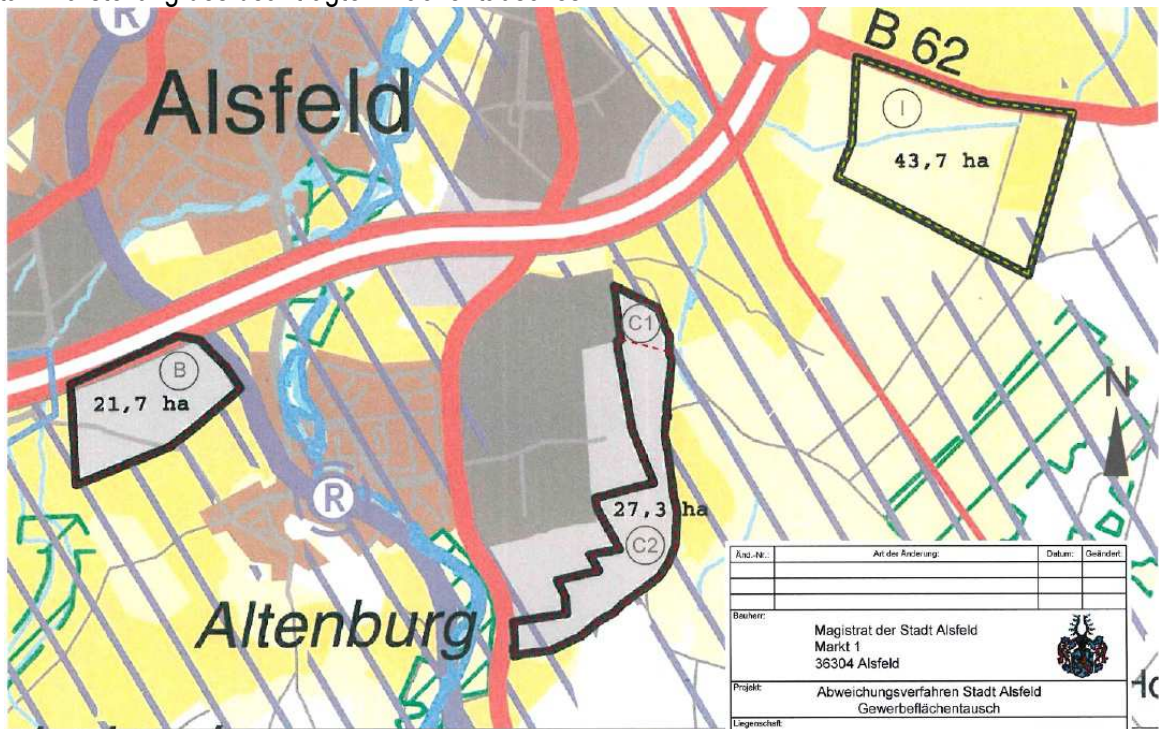 R
B 62
Alsfeld
I
43,7 ha
C1
B
21,7 ha
N
R
27,3 ha
C2
Altenburg
Änd.-Nr.: Art der Änderung: Datum: Geändert:
Bauherr:
Magistrat der Stadt Alsfeld
Markt 1
36304 Alsfeld
Projekt:
Abweichungsverfahren Stadt Alsfeld
Gewerbeflächentausch
Liegenschaft: